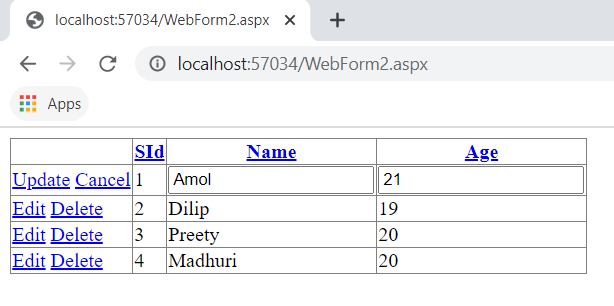 localhost:57034/WebForm2.aspx
localhost:57034/WebForm2.aspx
Apps
SId Name Age
Update Cancel 1 Amol 21
Edit Delete 2 Dilip 19
Edit Delete 3 Preety 20
Edit Delete 4 Madhuri 20